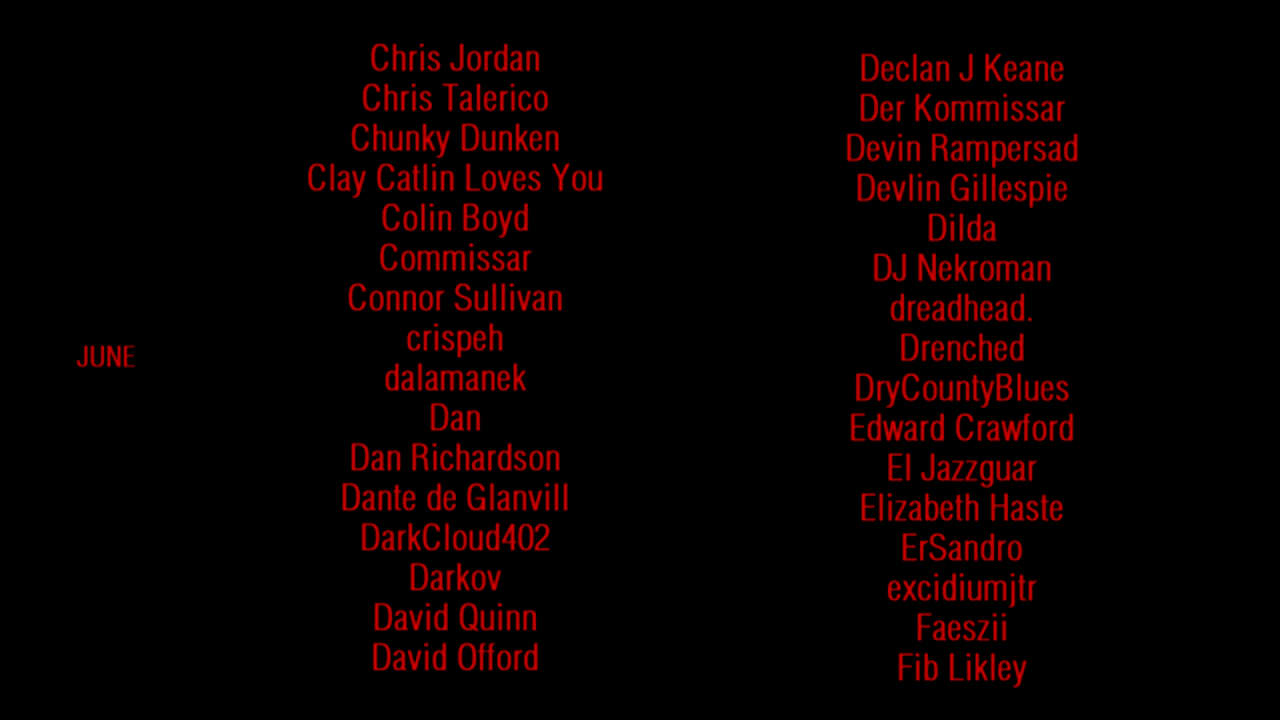 JUNE
Chris Jordan
Chris Talerico
Chunky Dunken
Clay Catlin Loves You
Colin Boyd
Commissar
Connor Sullivan
crispeh
dalamanek
Dan
Dan Richardson
Dante de Glanvill
DarkCloud402
Darkov
David Quinn
David Offord
Declan J Keane
Der Kommissar
Devin Rampersad
Devlin Gillespie
Dilda
DJ Nekroman
dreadhead.
Drenched
DryCountyBlues
Edward Crawford
El Jazzguar
Elizabeth Haste
ErSandro
excidiumjtr
Faeszii
Fib Likley